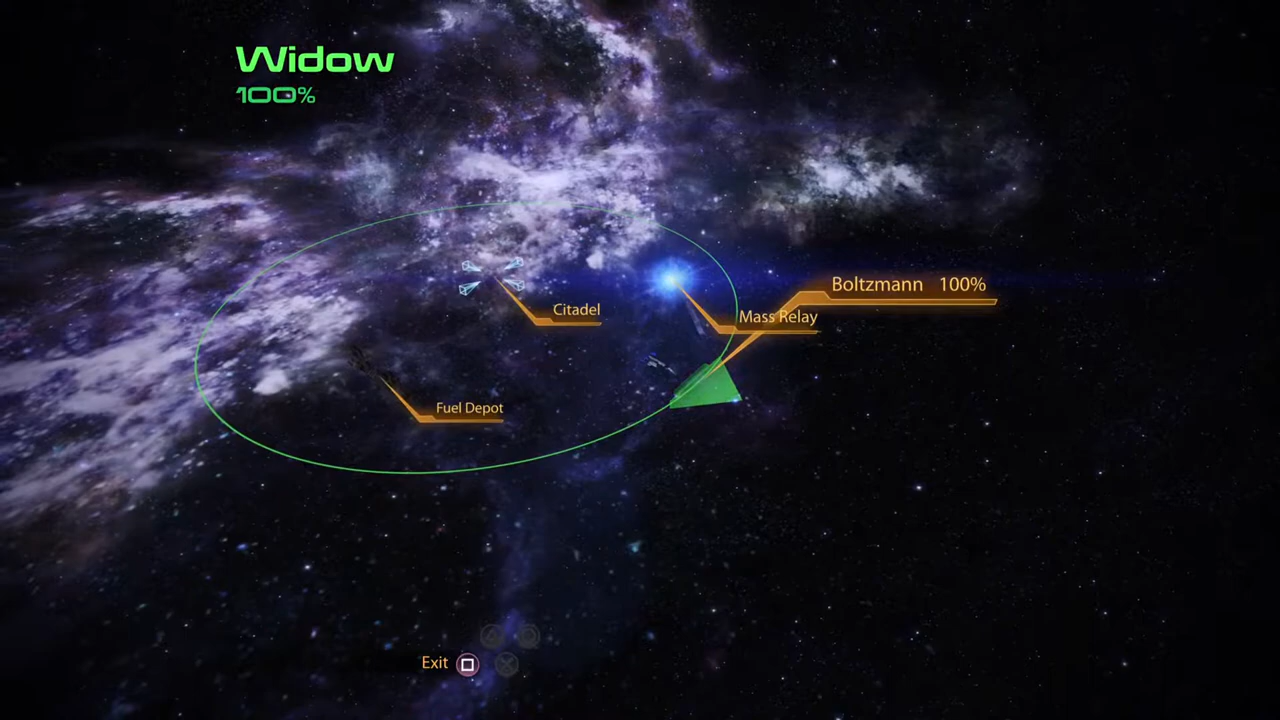 Widow
100%
Boltzmann 100%
Citadel
Mass Relay
Fuel Depot
Exit